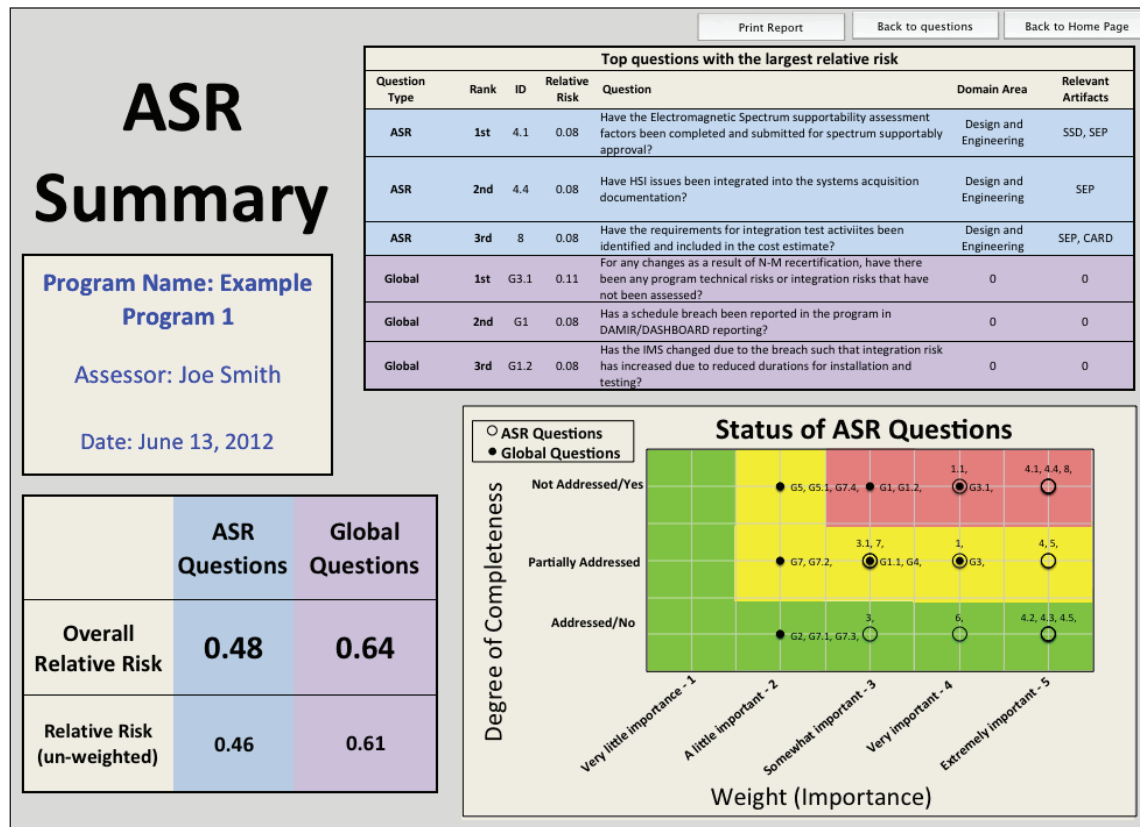 Print Report
Back to questions
Back to Home Page
ASR
Summary
Program Name: Example
Program 1
Assessor: Joe Smith
Date: June 13, 2012
Top questions with the largest relative risk
Question Type Rank ID Relative Risk Question Domain Area Relevant Artifacts
ASR 1st 4.1 0.08 Have the Electromagnetic Spectrum supportability assessment
factors been completed and submitted for spectrum supportably
approval?
Design and
Engineering
SSD, SEP
ASR 2nd 4.4 0.08 Have HSI issues been integrated into the systems acquisition
documentation?
Design and
Engineering
SEP
ASR 3rd 8 0.08 Have the requirements for integration test activiites been
identified and included in the cost estimate?
Design and
Engineering
SEP, CARD
Global 1st G3.1 0.11 For any changes as a result of N-M recertification, have there
been any program technical risks or integration risks that have
not been assessed?
0 0
Global 2nd G1 0.08 Has a schedule breach been reported in the program in
DAMIR/DASHBOARD reporting?
0 0
Global 3rd G1.2 0.08 Has the IMS changed due to the breach such that integration risk
has increased due to reduced durations for installation and
testing?
0 0
ASR
Questions
Global
Questions
Overall
Relative Risk
0.48 0.64
Relative Risk
(un-weighted)
0.46 0.61
Status of ASR Questions
ASR Questions
Global Questions
Degree of Completeness
Not Addressed/Yes
G5, G5.1, G7.4,
G1, G1.2,
1.1,
G3.1,
4.1, 4.4, 8,
Partially Addressed
G7, G7.2,
3.1, 7,
G1.1, G4,
1,
G3,
4, 5,
Addressed/No
G2, G7.1, G7.3,
3,
6,
4.2, 4.3, 4.5,
Very little importance - 1
A little important - 2
Somewhat important - 3
Very important - 4
Extremely important - 5
Weight (Importance)